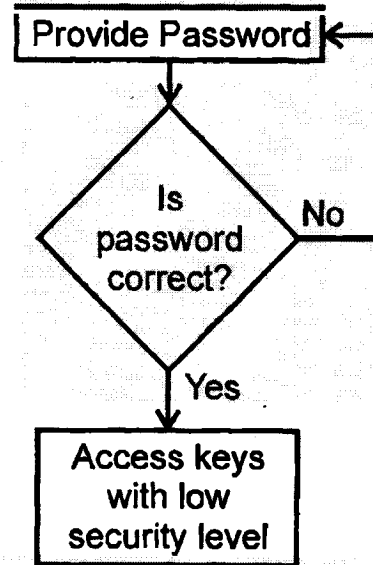 Provide Password
Is
password
correct?
No
Yes
Access keys
with low
security level